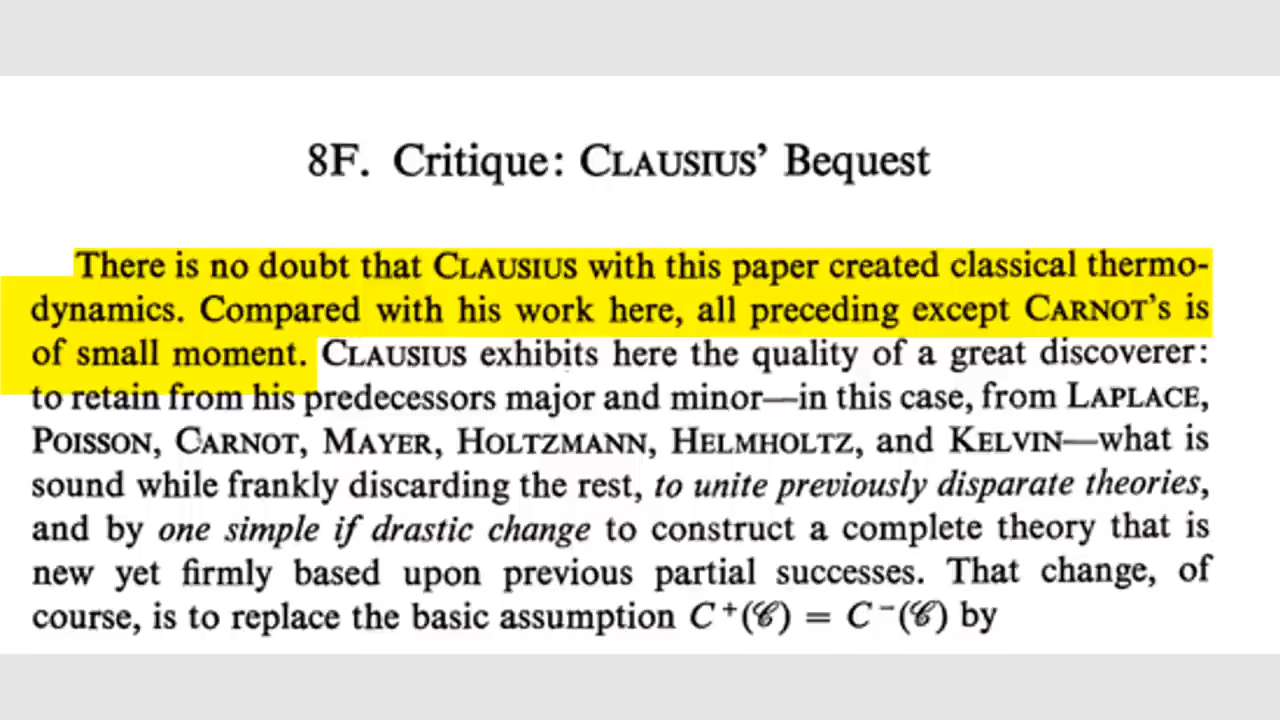 8F. Critique: CLAUSIUS' Bequest
There is no doubt that CLAUSIUS with this paper created classical thermo-
dynamics. Compared with his work here, all preceding except CARNOT's is
of small moment. CLAUSIUS exhibits here the quality of a great discoverer:
to retain from his predecessors major and minor—in this case, from LAPLACE,
POISSON, CARNOT, MAYER, HOLTZMANN, HELMHOLTZ, and KELVIN—what is
sound while frankly discarding the rest, to unite previously disparate theories,
and by one simple if drastic change to construct a complete theory that is
new yet firmly based upon previous partial successes. That change, of
course, is to replace the basic assumption C⁺(𝒞) = C⁻(𝒞) by